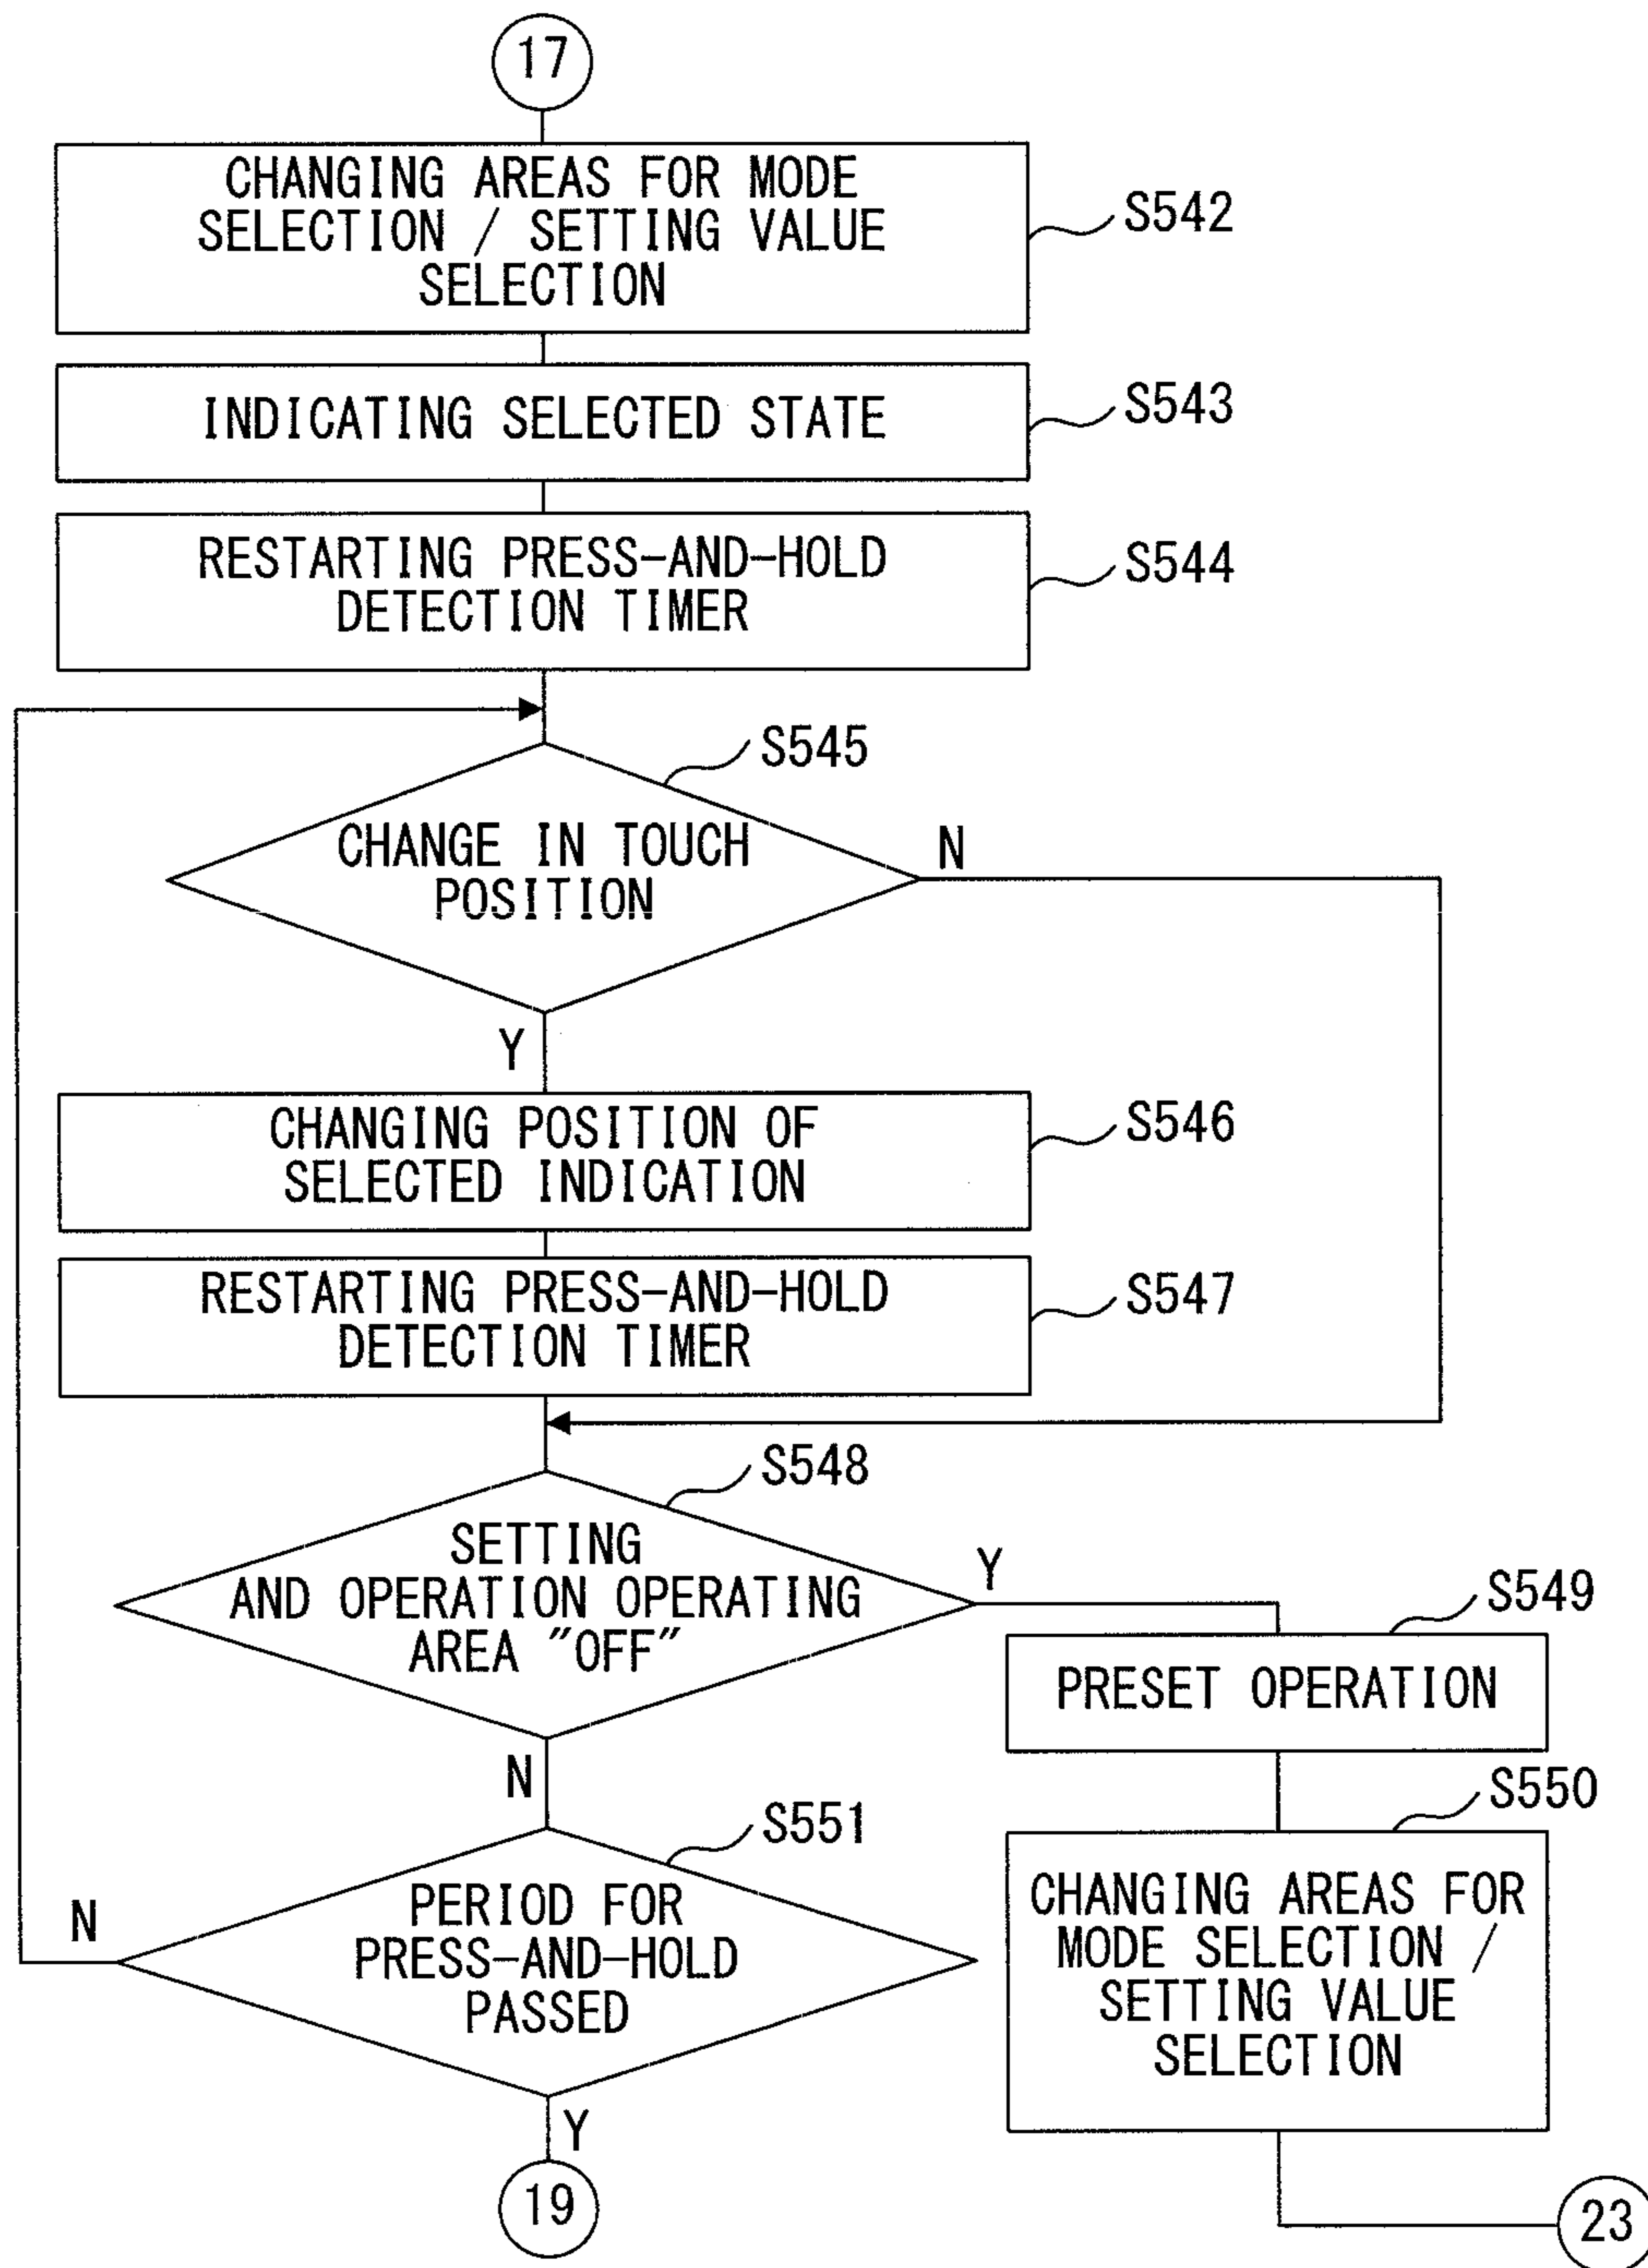 17
CHANGING AREAS FOR MODE
SELECTION / SETTING VALUE
SELECTION
S542
INDICATING SELECTED STATE
S543
RESTARTING PRESS-AND-HOLD
DETECTION TIMER
S544
S545
CHANGE IN TOUCH
POSITION
N
Y
CHANGING POSITION OF
SELECTED INDICATION
S546
RESTARTING PRESS-AND-HOLD
DETECTION TIMER
S547
S548
SETTING
AND OPERATION OPERATING
AREA "OFF"
Y
N
S549
PRESET OPERATION
S550
CHANGING AREAS FOR
MODE SELECTION /
SETTING VALUE
SELECTION
S551
PERIOD FOR
PRESS-AND-HOLD
PASSED
N
Y
19
23